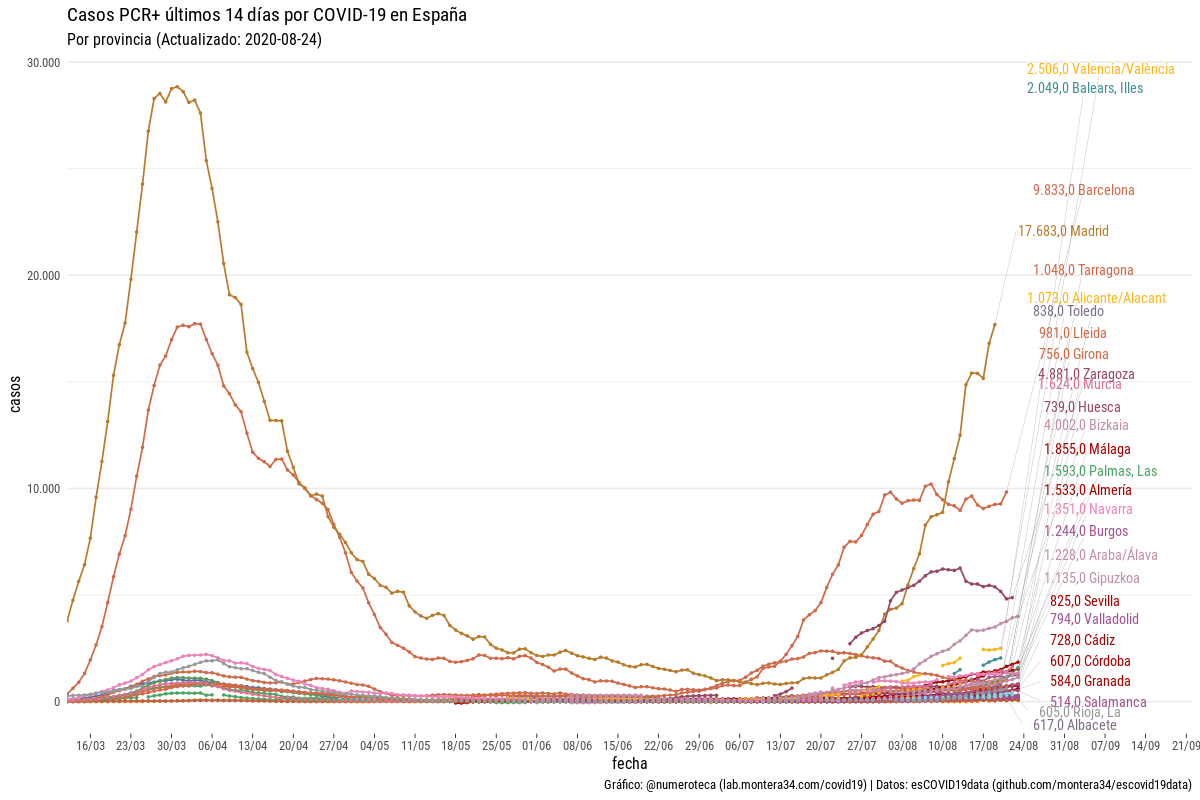 Casos PCR+ últimos 14 días por COVID-19 en España
Por provincia (Actualizado: 2020-08-24)
30.000
20.000
10.000
0
casos
2.506,0 Valencia/València
2.049,0 Balears, Illes
9.833,0 Barcelona
17.683,0 Madrid
1.048,0 Tarragona
1.073,0 Alicante/Alacant
838,0 Toledo
981,0 Lleida
756,0 Girona
4.881,0 Zaragoza
1.624,0 Murcia
739,0 Huesca
4.002,0 Bizkaia
1.855,0 Málaga
1.593,0 Palmas, Las
1.533,0 Almería
1.351,0 Navarra
1.244,0 Burgos
1.228,0 Araba/Álava
1.135,0 Gipuzkoa
825,0 Sevilla
794,0 Valladolid
728,0 Cádiz
607,0 Córdoba
584,0 Granada
514,0 Salamanca
605,0 Rioja, La
617,0 Albacete
16/03 23/03 30/03 06/04 13/04 20/04 27/04 04/05 11/05 18/05 25/05 01/06 08/06 15/06 22/06 29/06 06/07 13/07 20/07 27/07 03/08 10/08 17/08 24/08 31/08 07/09 14/09 21/09
fecha
Gráfico: @numeroteca (lab.montera34.com/covid19) | Datos: esCOVID19data (github.com/montera34/escovid19data)